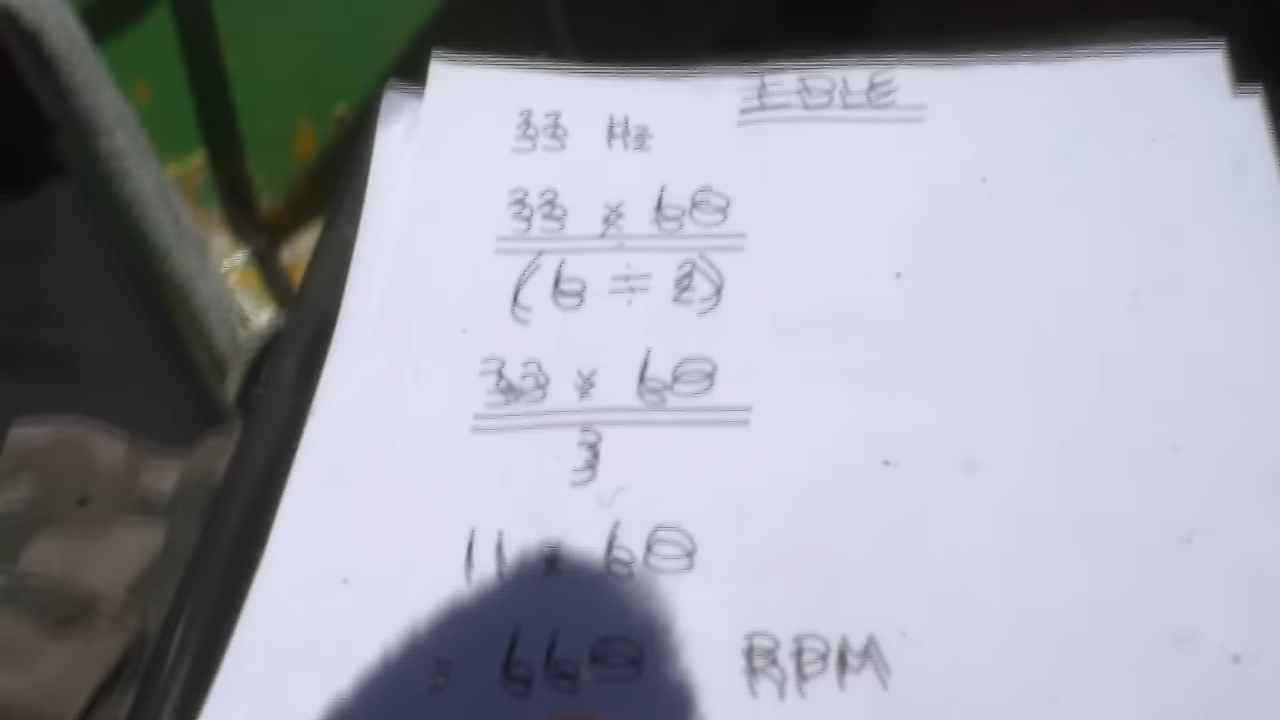 IDLE
33 Hz
33 × 60
(6 ÷ 2)
33 × 60
3
11 × 60
= 660 RPM